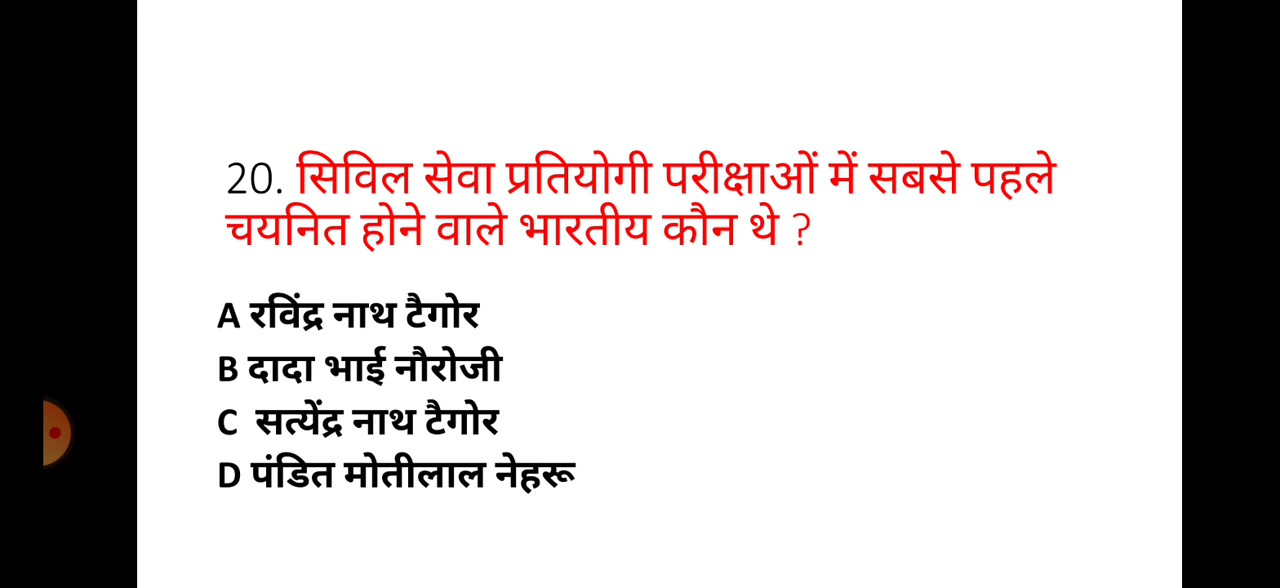 20. सिविल सेवा प्रतियोगी परीक्षाओं में सबसे पहले
चयनित होने वाले भारतीय कौन थे ?
A रविंद्र नाथ टैगोर
B दादा भाई नौरोजी
C सत्येंद्र नाथ टैगोर
D पंडित मोतीलाल नेहरू